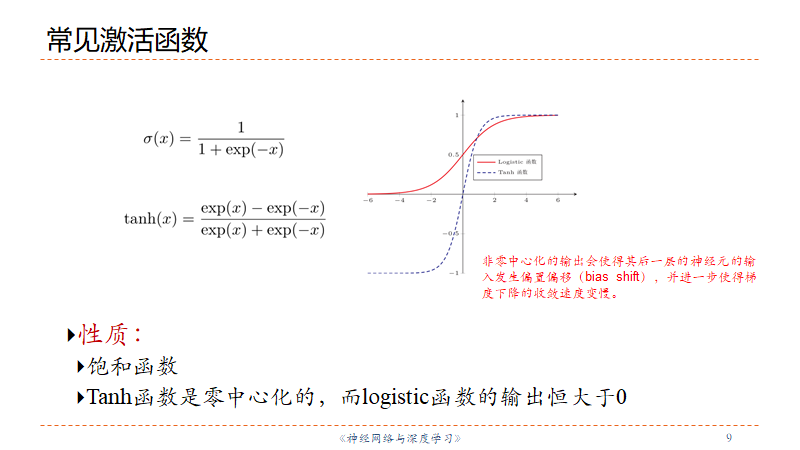 常见激活函数
σ(x) = 1 / (1 + exp(−x))
tanh(x) = (exp(x) − exp(−x)) / (exp(x) + exp(−x))
1
0.5
Logistic 函数
Tanh 函数
−6 −4 −2 2 4 6
−0.5
−1
非零中心化的输出会使得其后一层的神经元的输
入发生偏置偏移（bias shift），并进一步使得梯
度下降的收敛速度变慢。
性质：
饱和函数
Tanh函数是零中心化的，而logistic函数的输出恒大于0
《神经网络与深度学习》
9